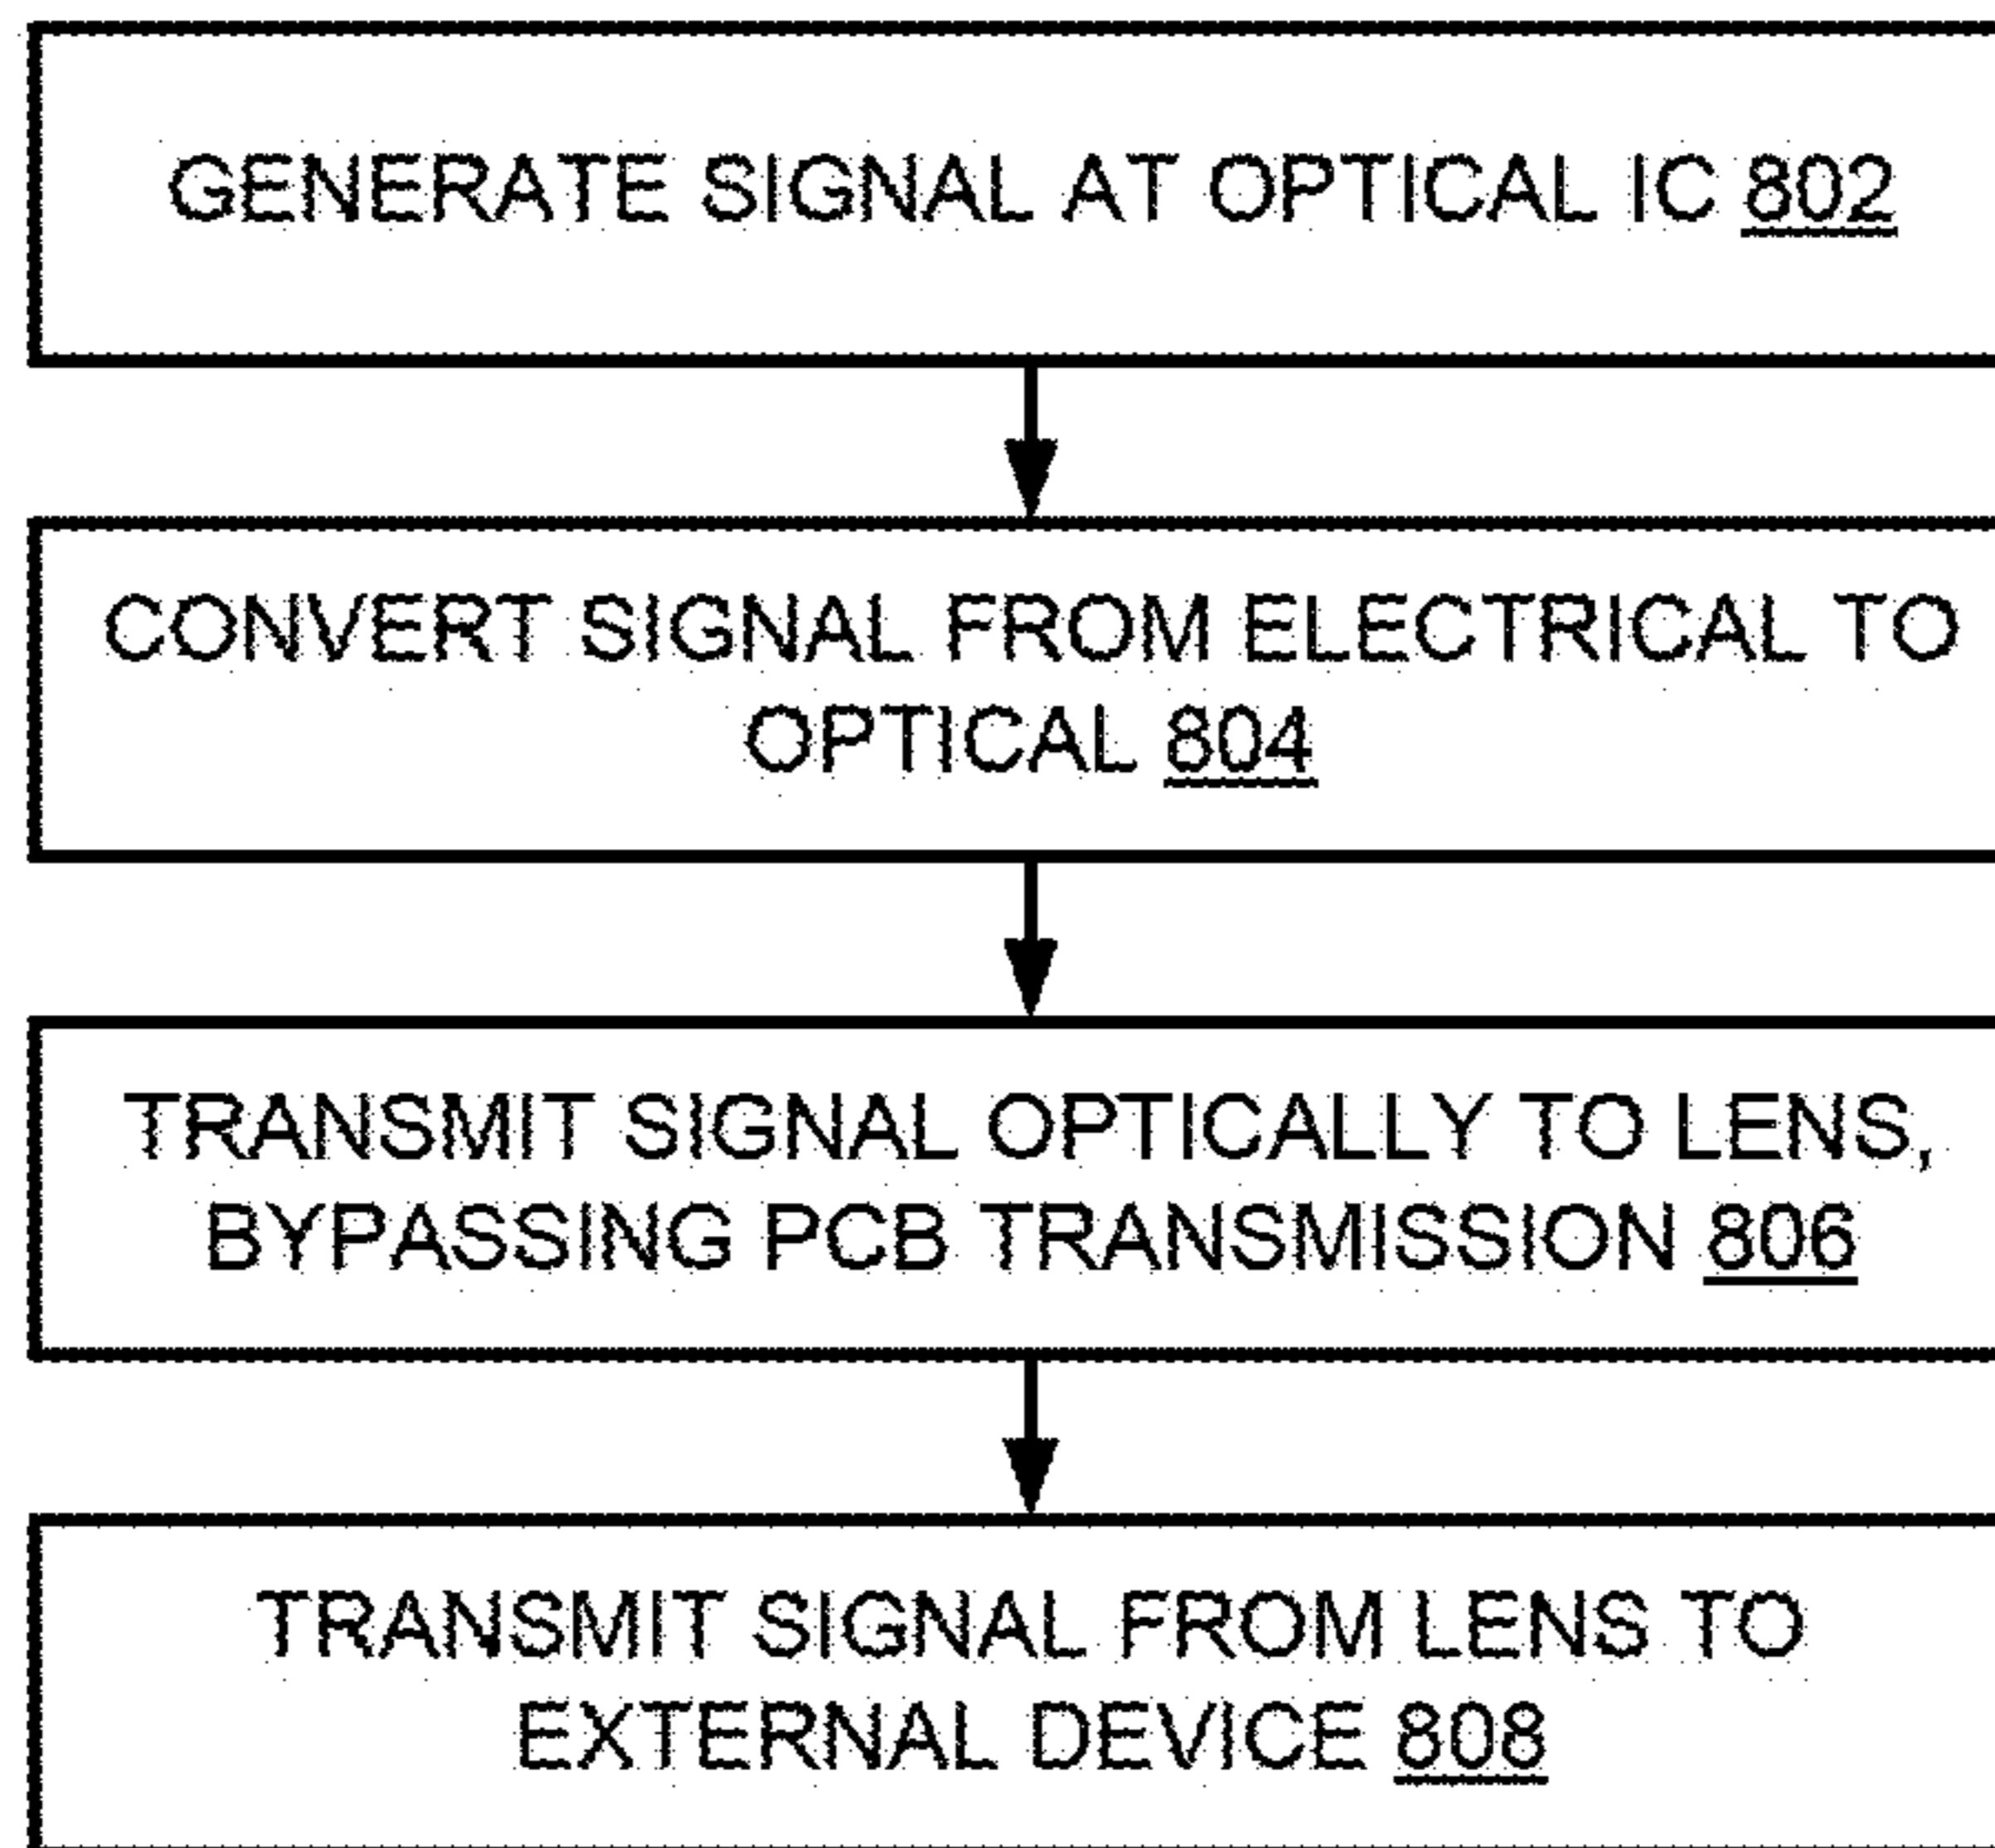 GENERATE SIGNAL AT OPTICAL IC 802
CONVERT SIGNAL FROM ELECTRICAL TO
OPTICAL 804
TRANSMIT SIGNAL OPTICALLY TO LENS,
BYPASSING PCB TRANSMISSION 806
TRANSMIT SIGNAL FROM LENS TO
EXTERNAL DEVICE 808